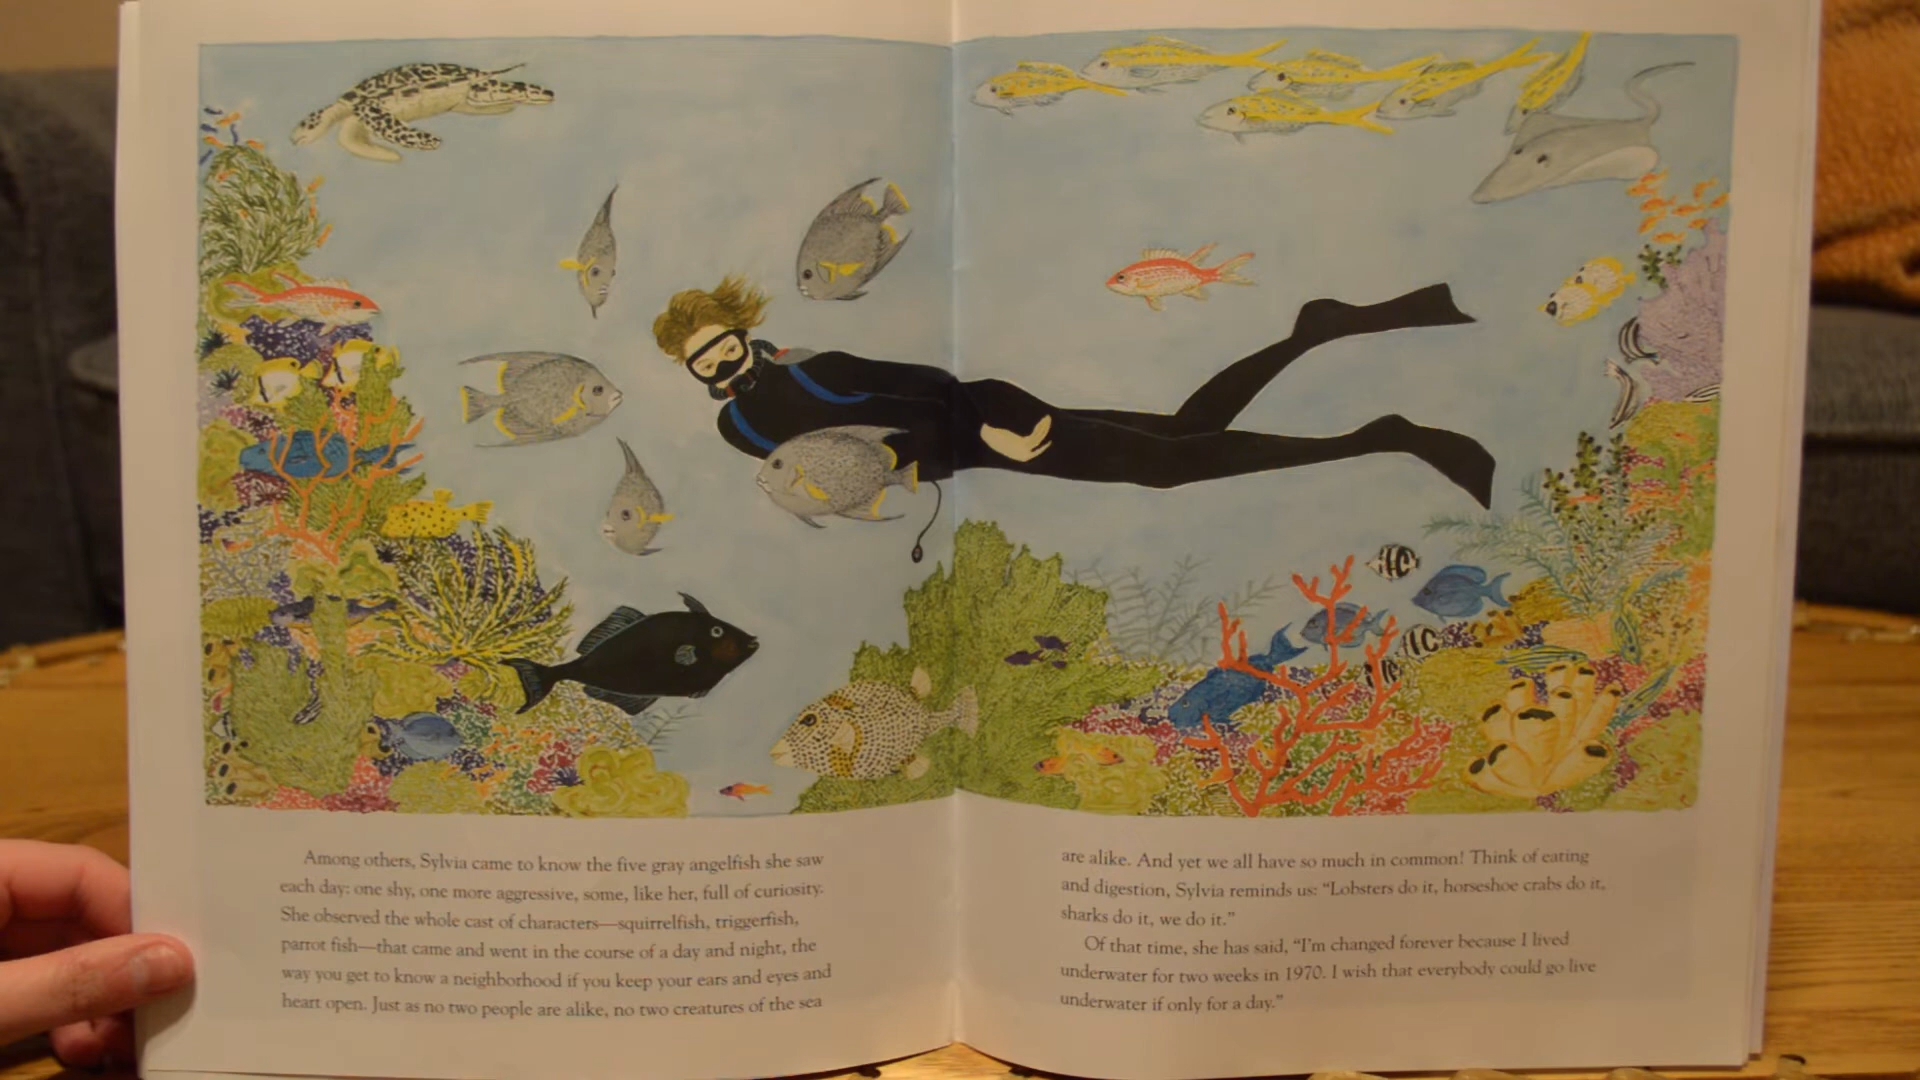 Among others, Sylvia came to know the five gray angelfish she saw
each day: one shy, one more aggressive, some, like her, full of curiosity.
She observed the whole cast of characters—squirrelfish, triggerfish,
parrot fish—that came and went in the course of a day and night, the
way you get to know a neighborhood if you keep your ears and eyes and
heart open. Just as no two people are alike, no two creatures of the sea
are alike. And yet we all have so much in common! Think of eating
and digestion, Sylvia reminds us: “Lobsters do it, horseshoe crabs do it,
sharks do it, we do it.”
Of that time, she has said, “I’m changed forever because I lived
underwater for two weeks in 1970. I wish that everybody could go live
underwater if only for a day.”